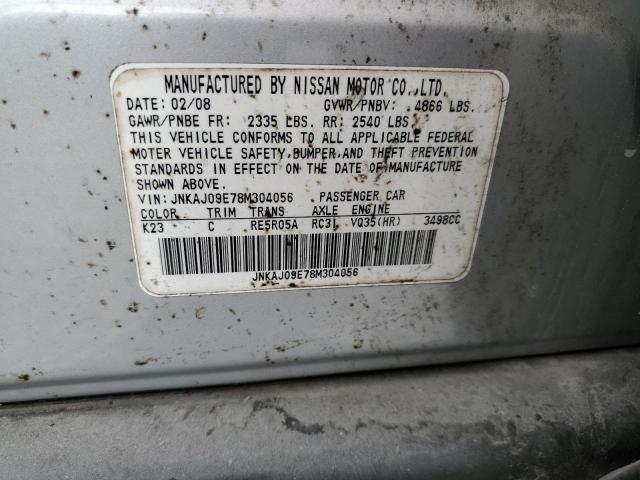 MANUFACTURED BY NISSAN MOTOR CO.,LTD.
DATE: 02/08 GVWR/PNBV: 4866 LBS.
GAWR/PNBE FR: 2335 LBS. RR: 2540 LBS.
THIS VEHICLE CONFORMS TO ALL APPLICABLE FEDERAL
MOTOR VEHICLE SAFETY,BUMPER,AND THEFT PREVENTION
STANDARDS IN EFFECT ON THE DATE OF MANUFACTURE
SHOWN ABOVE.
VIN: JNKAJ09E78M304056 PASSENGER CAR
COLOR TRIM TRANS AXLE ENGINE
K23 C RE5R05A RC31 VQ35(HR) 3498CC
JNKAJ09E78M304056